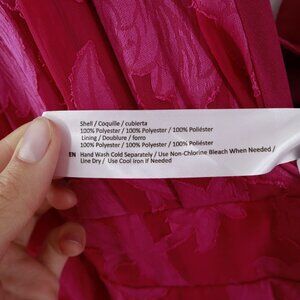 Shell / Coquille / cubierta
100% Polyester / 100% Polyester / 100% Poliéster
Lining / Doublure / forro
100% Polyester / 100% Polyester / 100% Poliéster
EN Hand Wash Cold Separately / Use Non-Chlorine Bleach When Needed /
Line Dry / Use Cool Iron If Needed